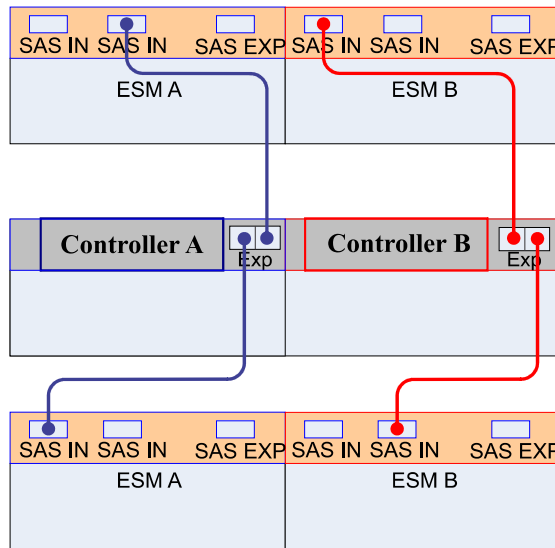 SAS IN SAS IN SAS EXP SAS IN SAS IN SAS EXP
ESM A ESM B
Controller A Exp Controller B Exp
SAS IN SAS IN SAS EXP SAS IN SAS IN SAS EXP
ESM A ESM B